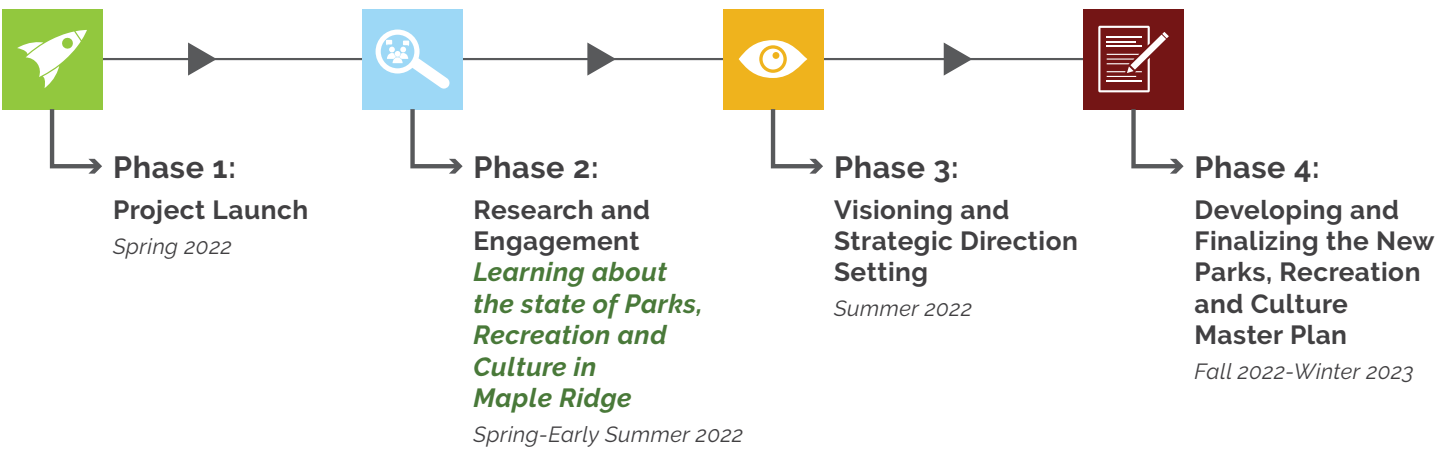 Phase 1:
Project Launch
Spring 2022
Phase 2:
Research and
Engagement
Learning about
the state of Parks,
Recreation and
Culture in
Maple Ridge
Spring-Early Summer 2022
Phase 3:
Visioning and
Strategic Direction
Setting
Summer 2022
Phase 4:
Developing and
Finalizing the New
Parks, Recreation
and Culture
Master Plan
Fall 2022-Winter 2023